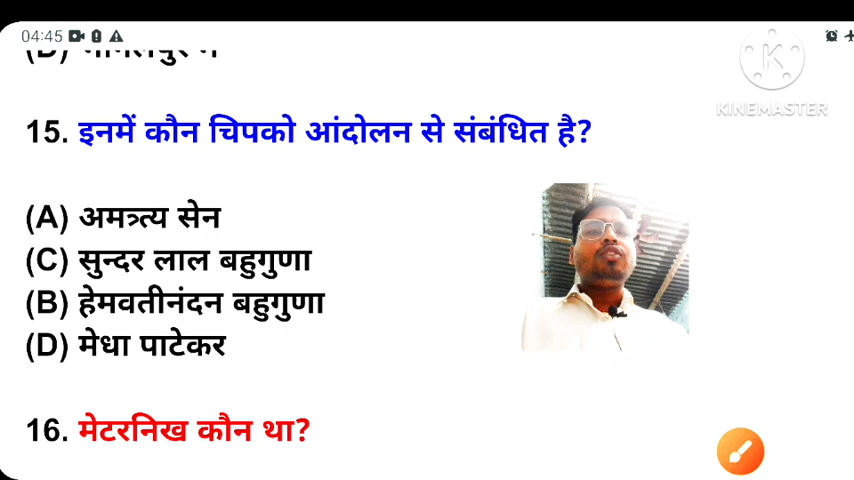 04:45
KINEMASTER
15. इनमें कौन चिपको आंदोलन से संबंधित है?
(A) अमत्र्त्य सेन
(C) सुन्दर लाल बहुगुणा
(B) हेमवतीनंदन बहुगुणा
(D) मेधा पाटेकर
16. मेटरनिख कौन था?